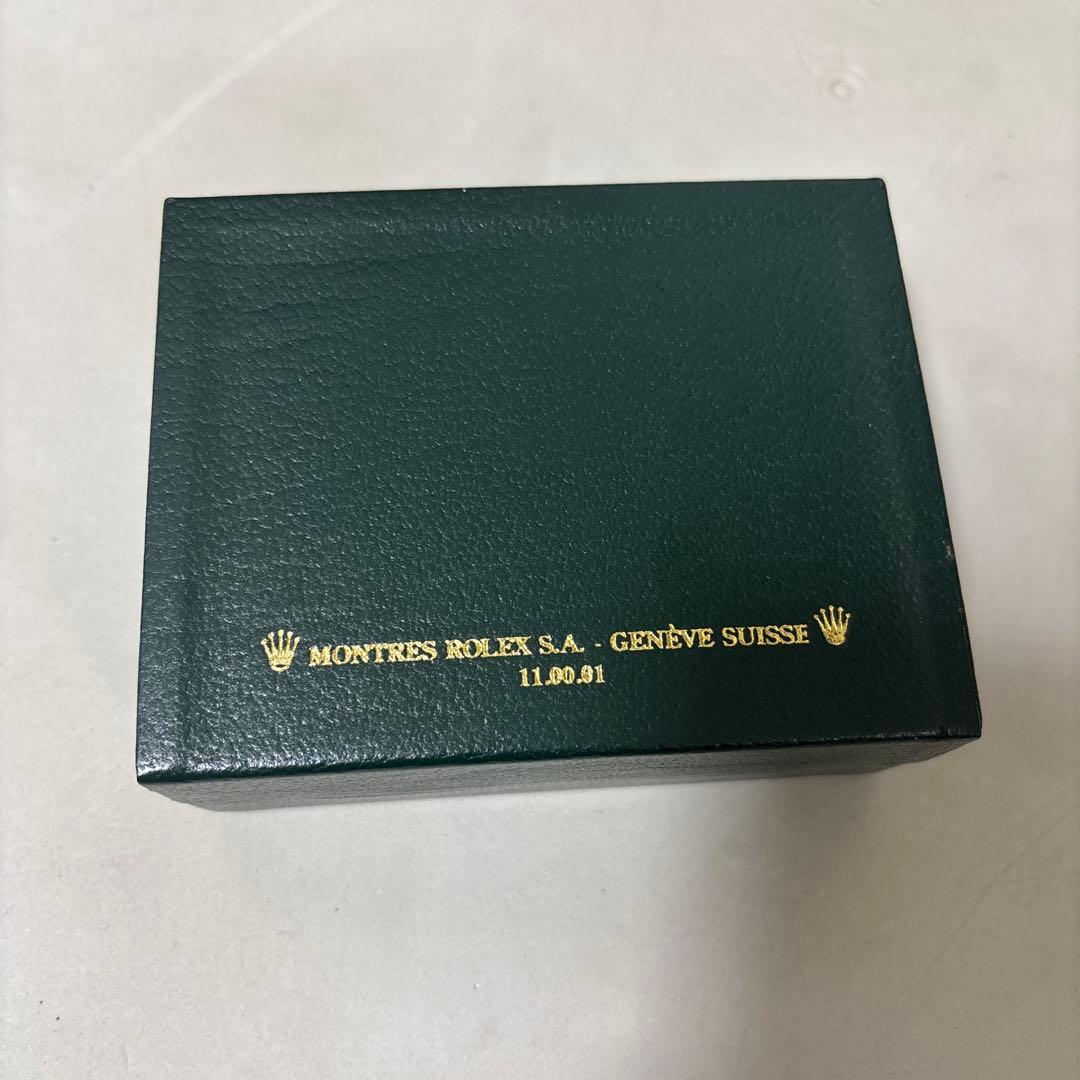 MONTRES ROLEX S.A. - GENÈVE SUISSE
11.00.01